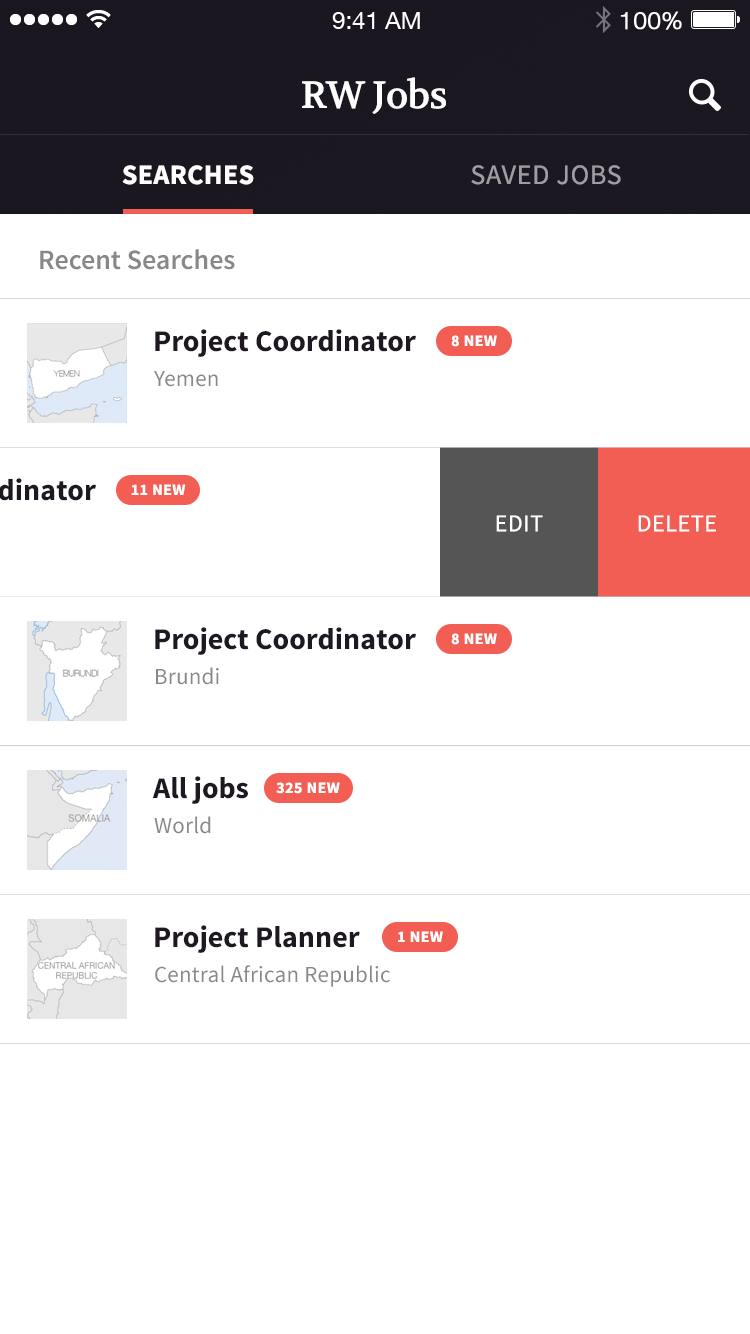 9:41 AM 100%
RW Jobs
SEARCHES SAVED JOBS
Recent Searches
Project Coordinator 8 NEW
YEMEN
Yemen
dinator 11 NEW
EDIT DELETE
Project Coordinator 8 NEW
BURUNDI
Brundi
All jobs 325 NEW
SOMALIA
World
Project Planner 1 NEW
CENTRAL AFRICAN
REPUBLIC
Central African Republic